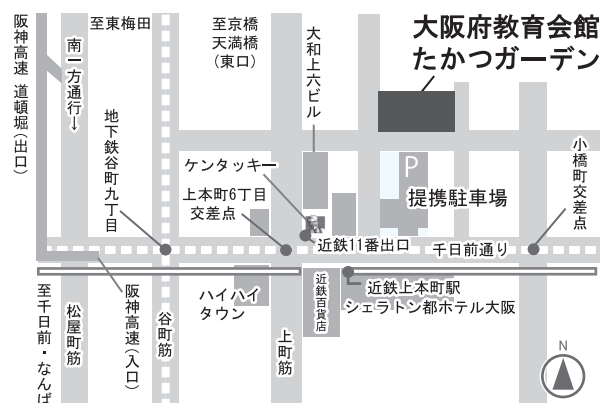 大阪府教育会館
たかつガーデン
阪神高速 道頓堀(出口)
南一方通行→
至東梅田
至京橋
天満橋
(東口)
大和上六ビル
地下鉄谷町九丁目
ケンタッキー
上本町6丁目
交差点
P
提携駐車場
小橋町交差点
近鉄11番出口
千日前通り
至千日前・なんば
松屋町筋
阪神高速(入口)
谷町筋
ハイハイ
タウン
上町筋
近鉄百貨店
近鉄上本町駅
シェラトン都ホテル大阪
N